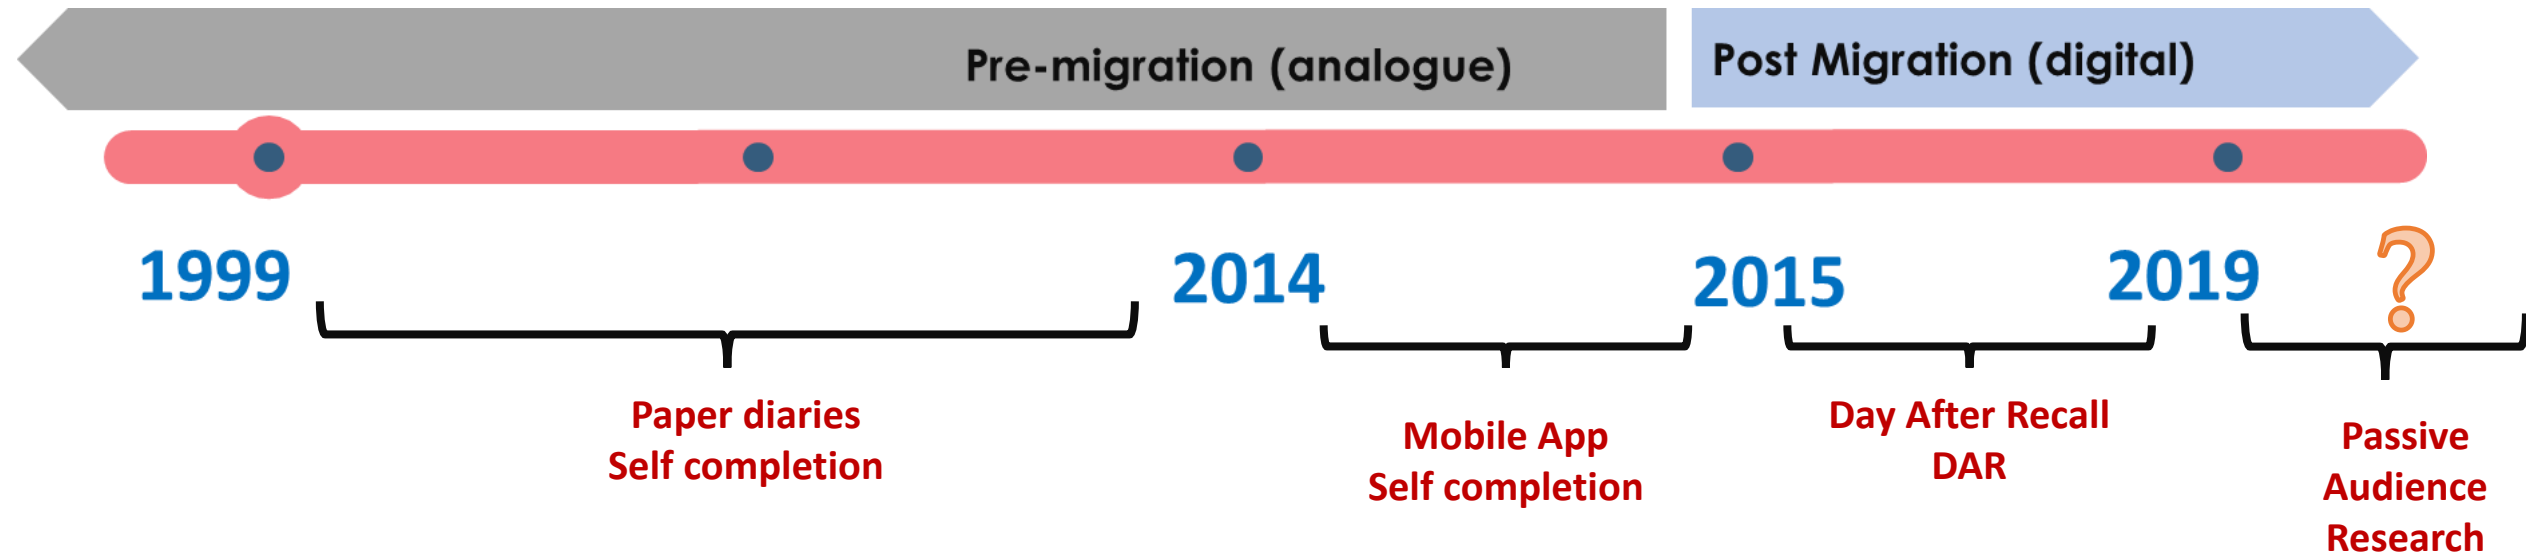 Pre-migration (analogue)
Post Migration (digital)
1999
2014
2015
2019
?
Paper diaries
Self completion
Mobile App
Self completion
Day After Recall
DAR
Passive
Audience
Research